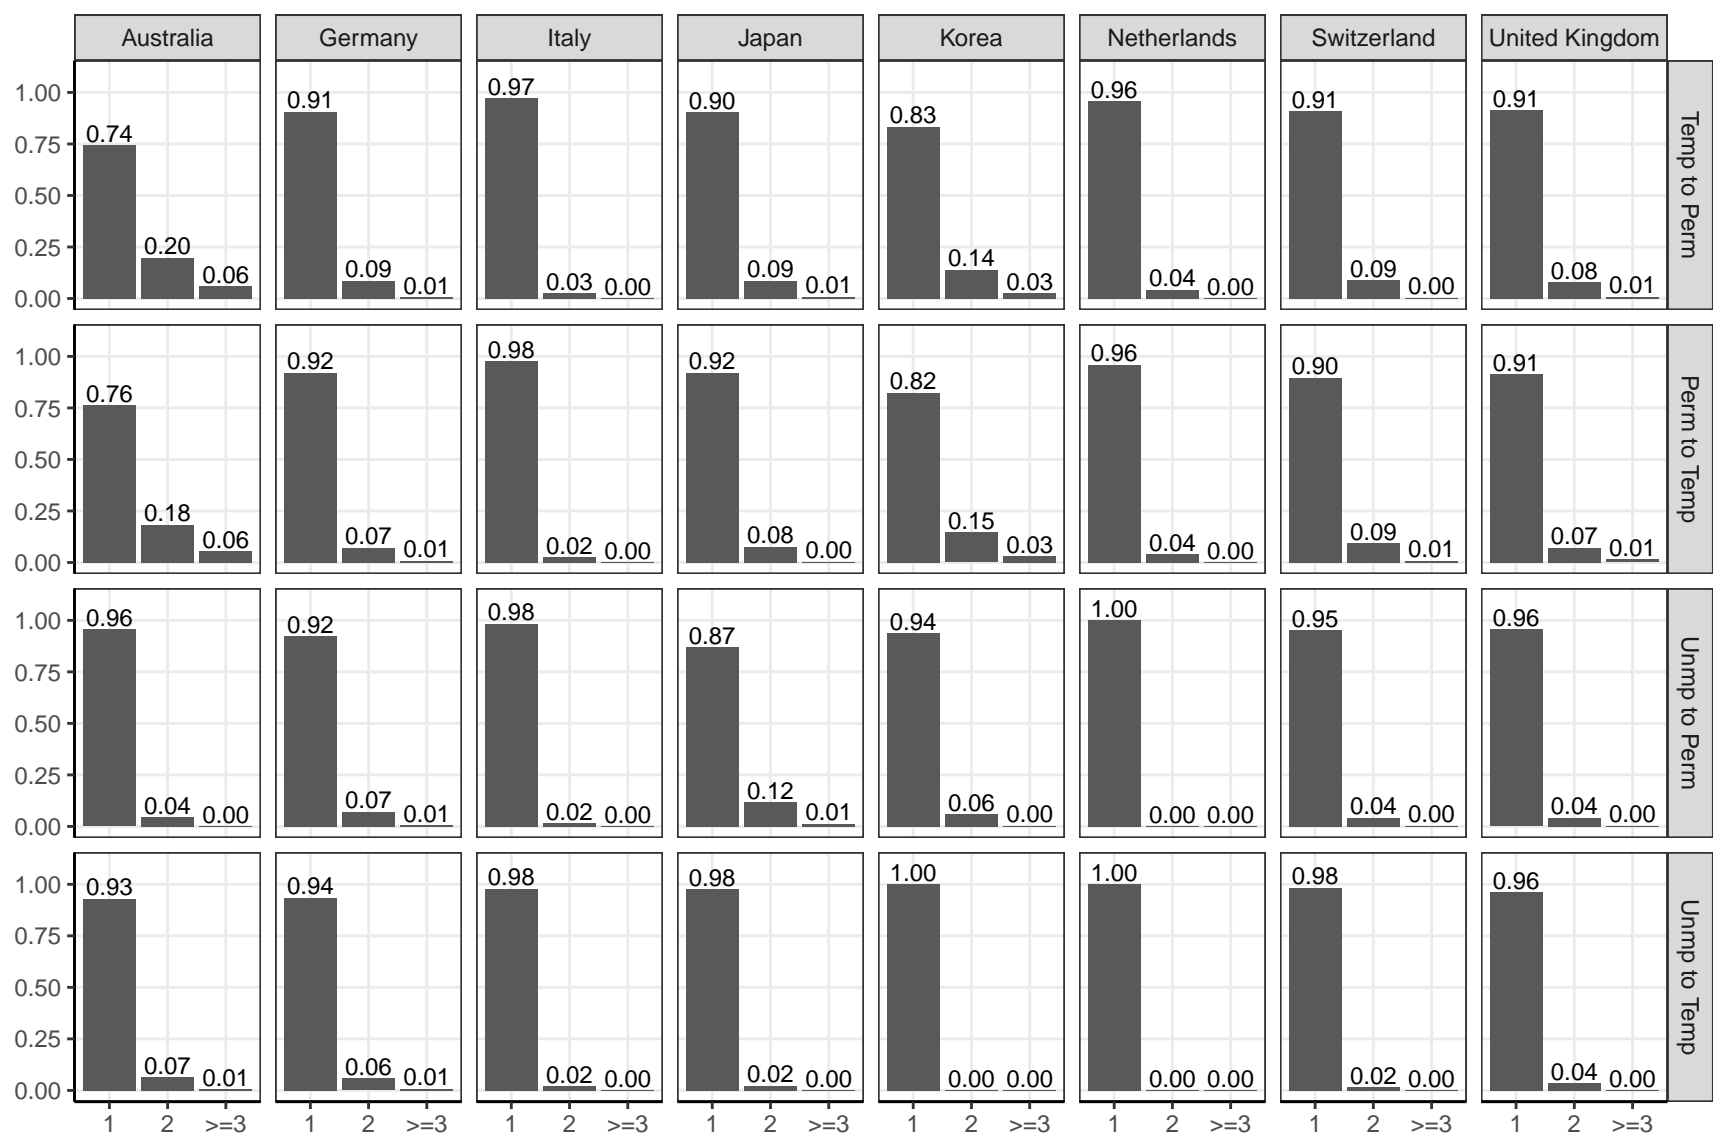 Australia Germany Italy Japan Korea Netherlands Switzerland United Kingdom
Temp to Perm
1.00
0.75
0.50
0.25
0.00
0.74 0.20 0.06
0.91 0.09 0.01
0.97 0.03 0.00
0.90 0.09 0.01
0.83 0.14 0.03
0.96 0.04 0.00
0.91 0.09 0.00
0.91 0.08 0.01
Perm to Temp
1.00
0.75
0.50
0.25
0.00
0.76 0.18 0.06
0.92 0.07 0.01
0.98 0.02 0.00
0.92 0.08 0.00
0.82 0.15 0.03
0.96 0.04 0.00
0.90 0.09 0.01
0.91 0.07 0.01
Unmp to Perm
1.00
0.75
0.50
0.25
0.00
0.96 0.04 0.00
0.92 0.07 0.01
0.98 0.02 0.00
0.87 0.12 0.01
0.94 0.06 0.00
1.00 0.00 0.00
0.95 0.04 0.00
0.96 0.04 0.00
Unmp to Temp
1.00
0.75
0.50
0.25
0.00
0.93 0.07 0.01
0.94 0.06 0.01
0.98 0.02 0.00
0.98 0.02 0.00
1.00 0.00 0.00
1.00 0.00 0.00
0.98 0.02 0.00
0.96 0.04 0.00
1 2 >=3 1 2 >=3 1 2 >=3 1 2 >=3 1 2 >=3 1 2 >=3 1 2 >=3 1 2 >=3